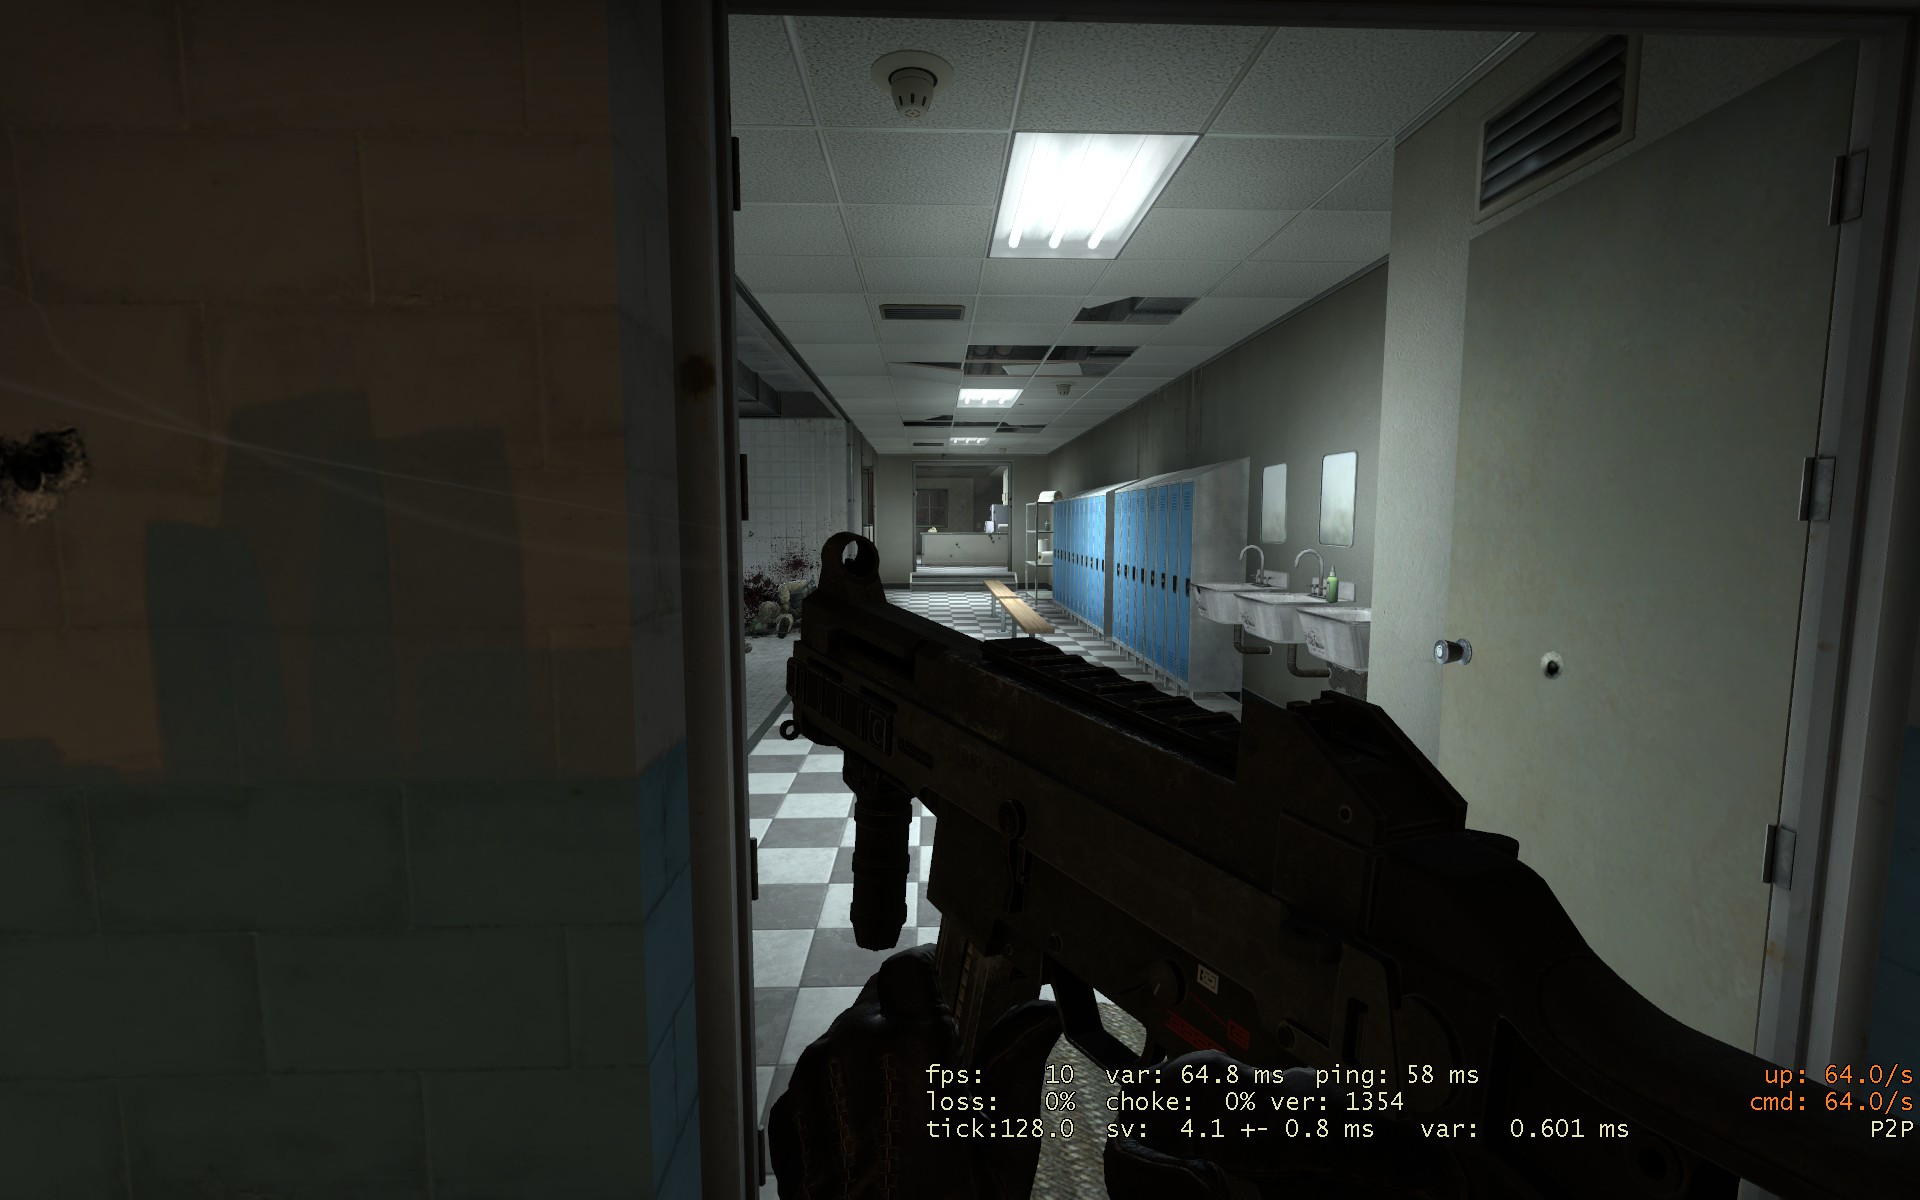 fps: 10 var: 64.8 ms ping: 58 ms
loss: 0% choke: 0% ver: 1354
tick:128.0 sv: 4.1 +- 0.8 ms var: 0.601 ms
up: 64.0/s
cmd: 64.0/s
P2P